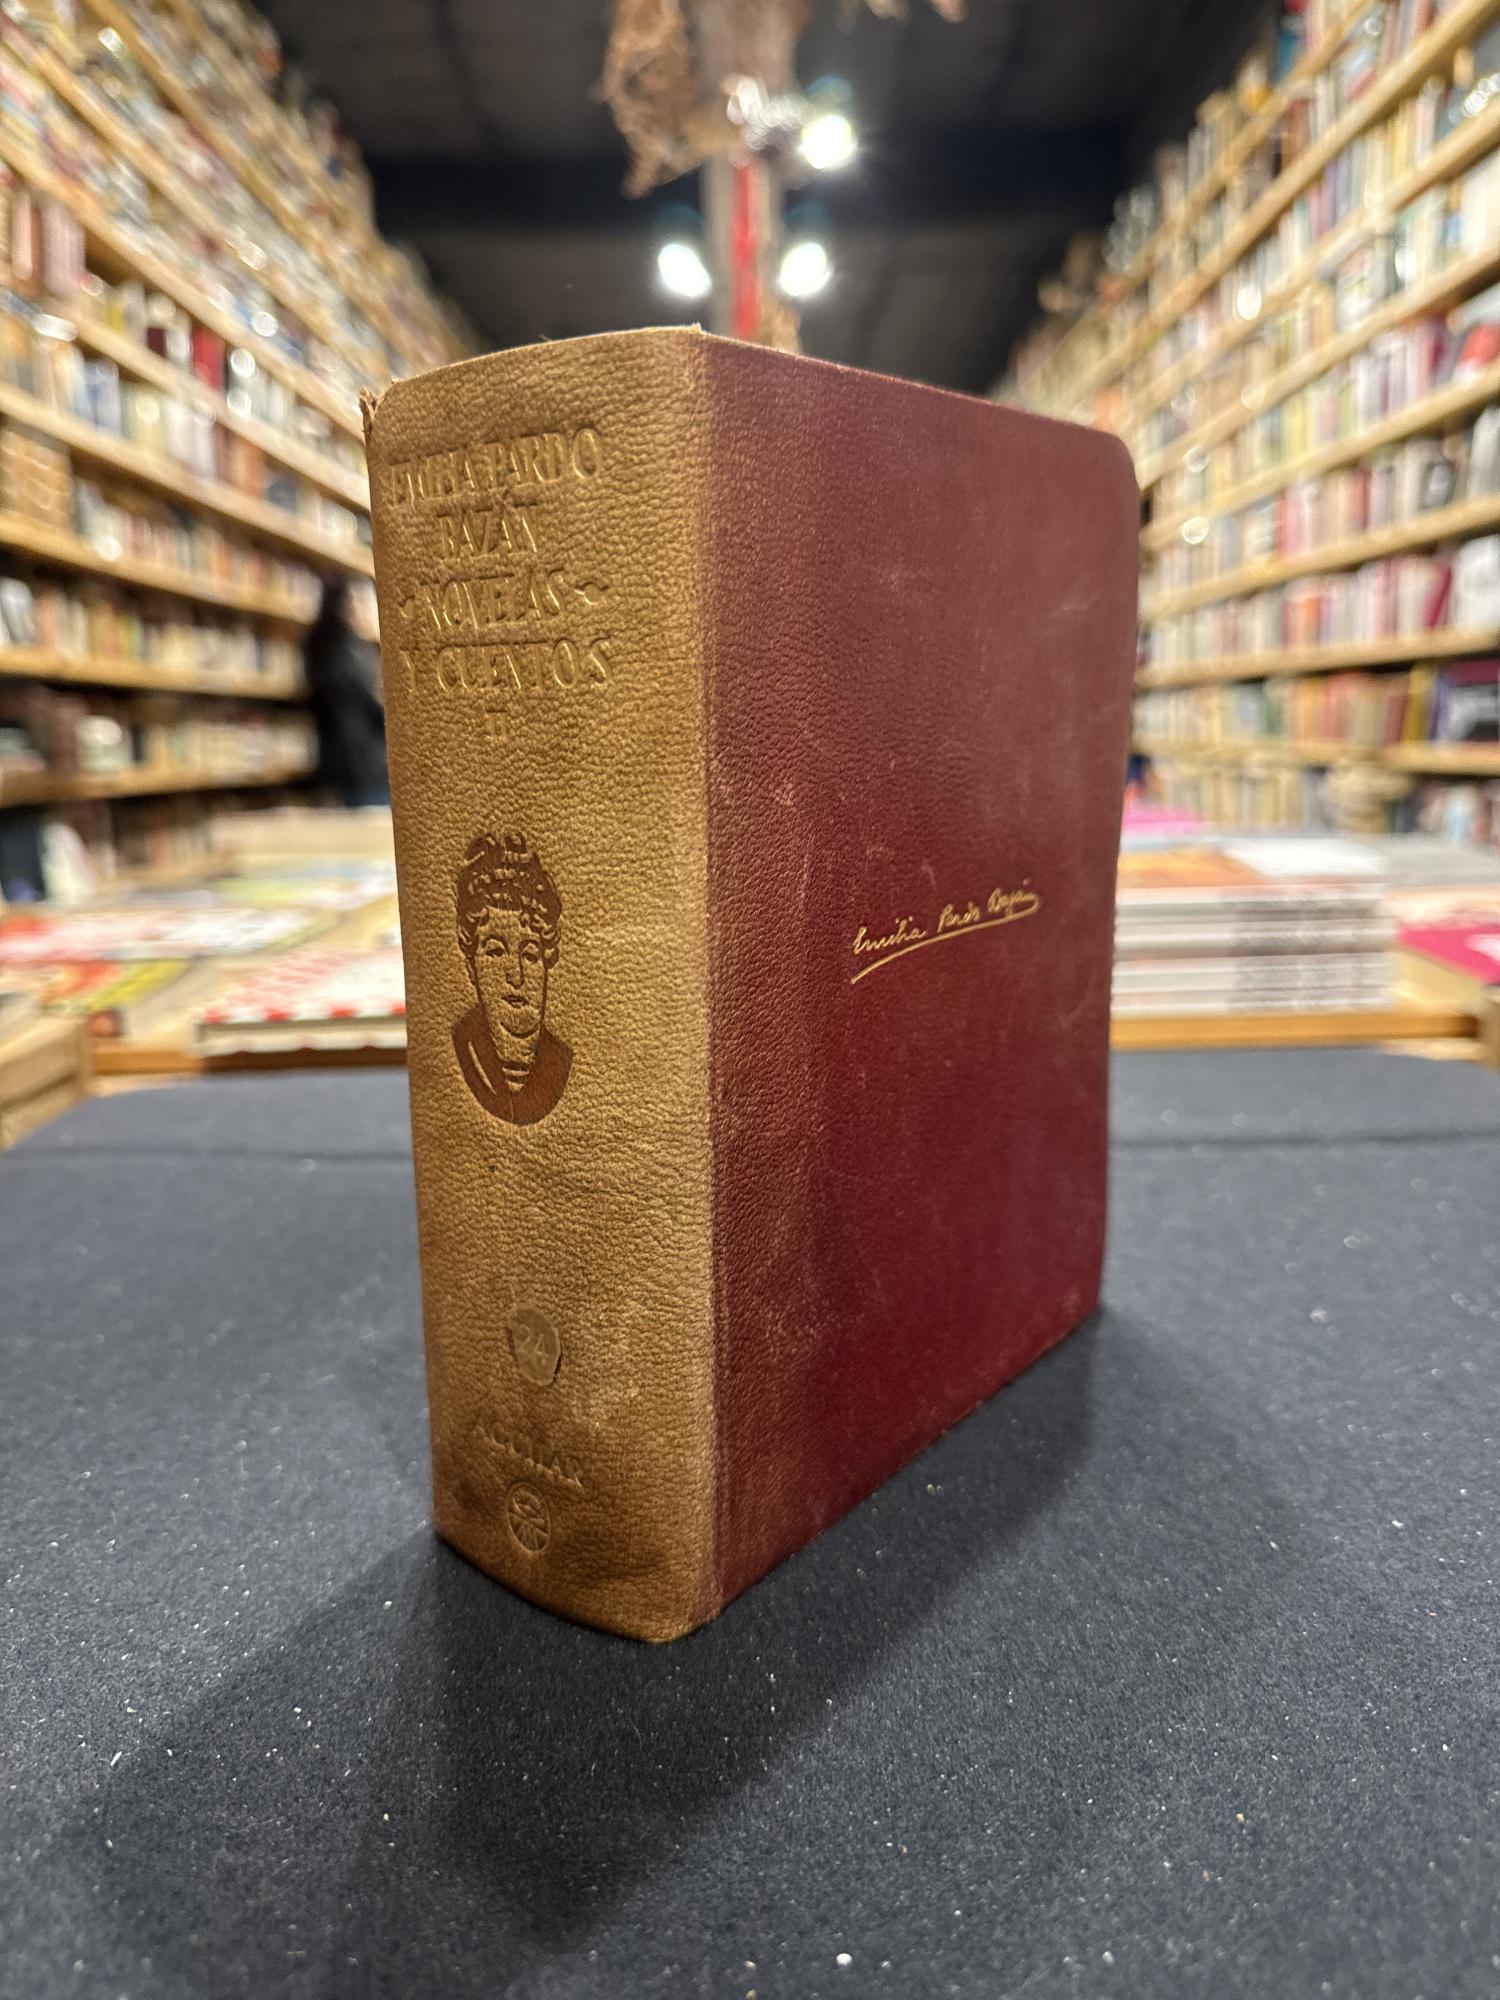 EMILIA PARDO
BAZÁN
NOVELAS
Y CUENTOS
II
24
AGUILAR
Emilia Pardo Bazán